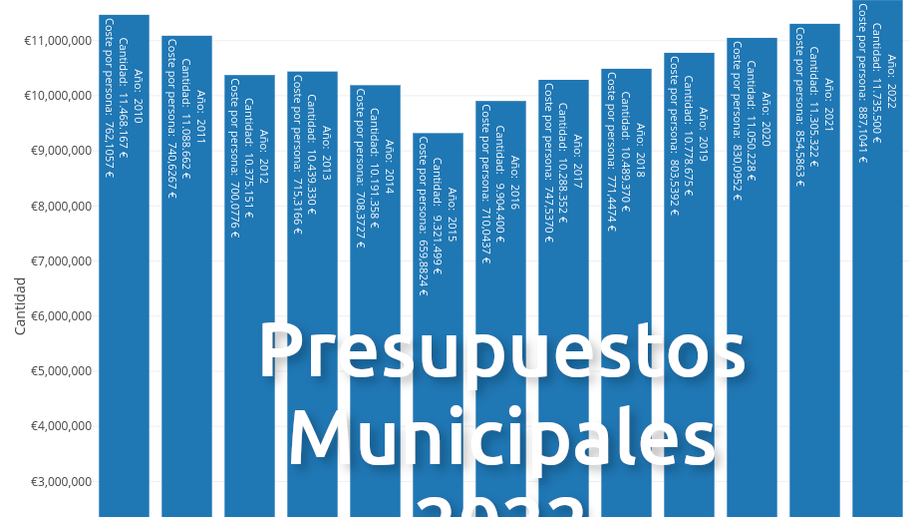 €11,000,000
€10,000,000
€9,000,000
€8,000,000
€7,000,000
€6,000,000
€5,000,000
€4,000,000
€3,000,000
Cantidad
Año: 2010
Cantidad: 11.468.167 €
Coste por persona: 762,1057 €
Año: 2011
Cantidad: 11.088.662 €
Coste por persona: 740,6267 €
Año: 2012
Cantidad: 10.375.151 €
Coste por persona: 700,0776 €
Año: 2013
Cantidad: 10.439.330 €
Coste por persona: 715,3166 €
Año: 2014
Cantidad: 10.191.358 €
Coste por persona: 708,3727 €
Año: 2015
Cantidad: 9.321.499 €
Coste por persona: 659,8824 €
Año: 2016
Cantidad: 9.904.400 €
Coste por persona: 710,0437 €
Año: 2017
Cantidad: 10.288.352 €
Coste por persona: 747,5370 €
Año: 2018
Cantidad: 10.489.370 €
Coste por persona: 771,4474 €
Año: 2019
Cantidad: 10.778.675 €
Coste por persona: 803,5392 €
Año: 2020
Cantidad: 11.050.228 €
Coste por persona: 830,0952 €
Año: 2021
Cantidad: 11.305.322 €
Coste por persona: 854,5863 €
Año: 2022
Cantidad: 11.735.500 €
Coste por persona: 887,1041 €
Presupuestos
Municipales
2022